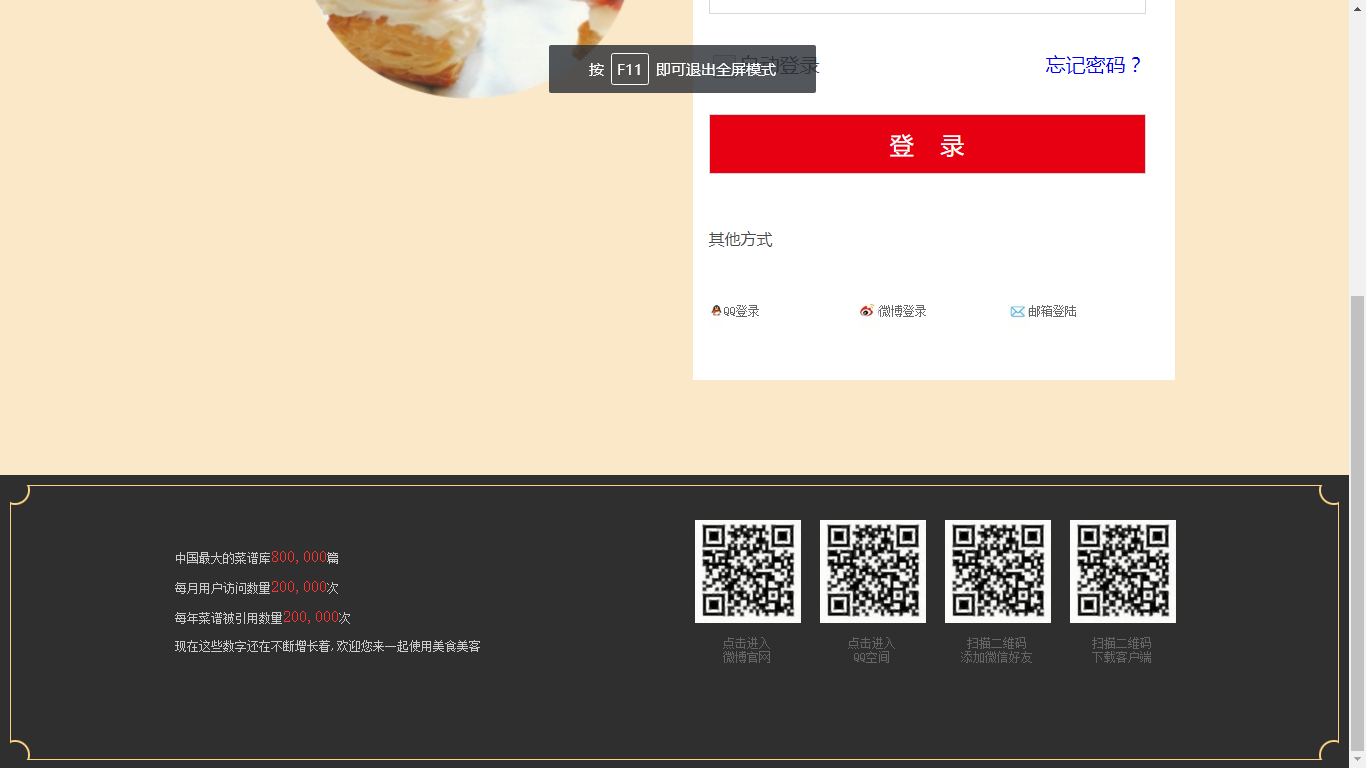 按 F11 即可退出全屏模式
自动登录
忘记密码？
登 录
其他方式
QQ登录
微博登录
邮箱登陆
中国最大的菜谱库800,000篇
每月用户访问数量200,000次
每年菜谱被引用数量200,000次
现在这些数字还在不断增长着,欢迎您来一起使用美食美客
点击进入
微博官网
点击进入
QQ空间
扫描二维码
添加微信好友
扫描二维码
下载客户端